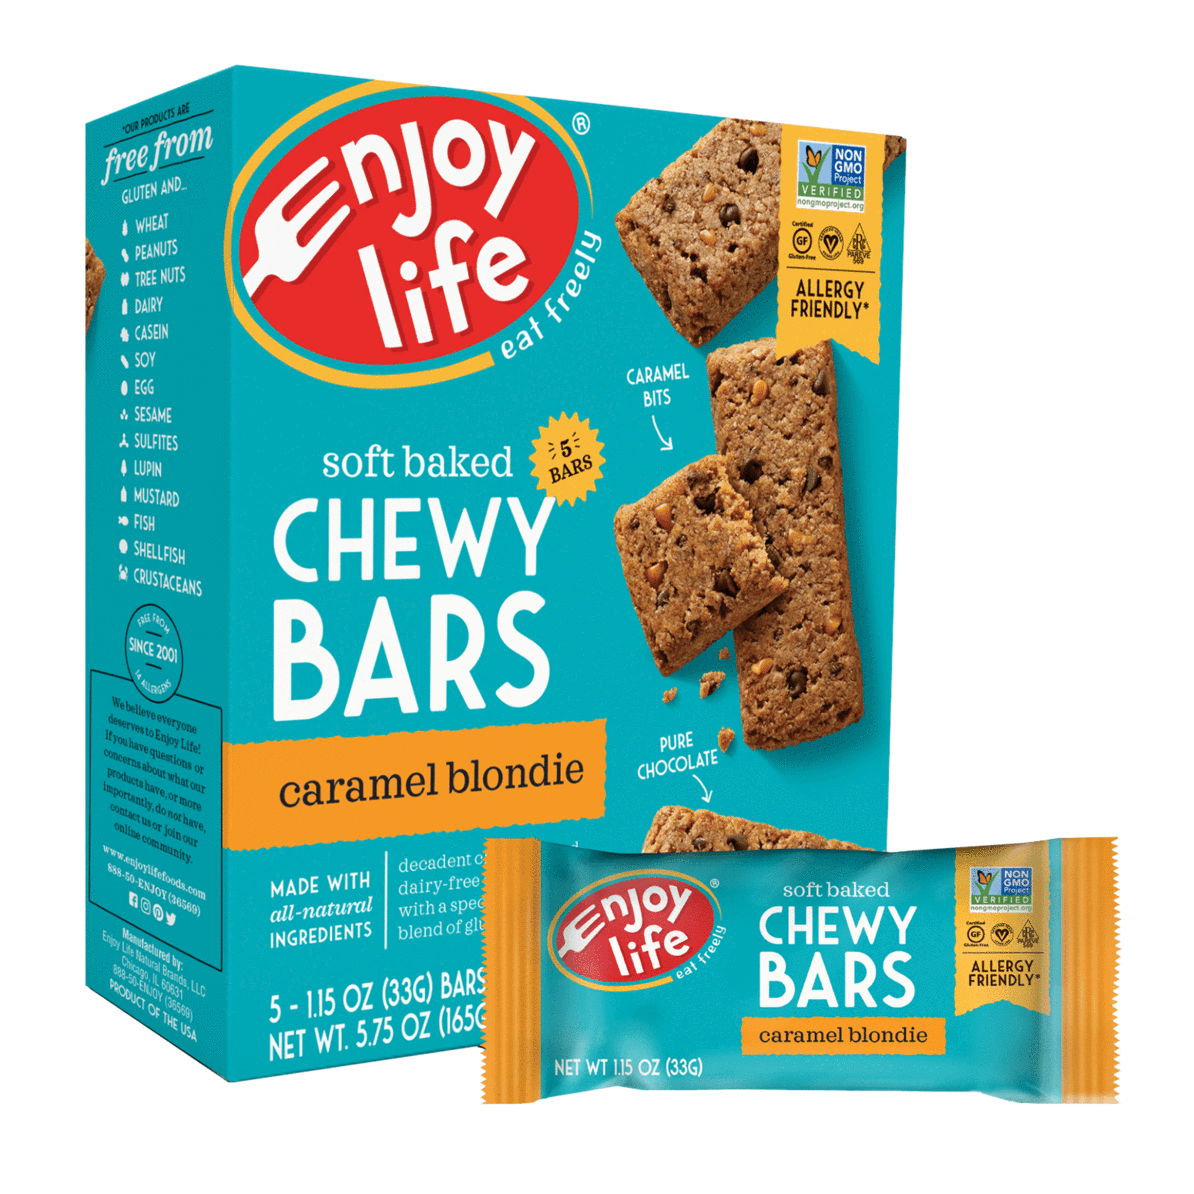 *OUR PRODUCTS ARE
free from
GLUTEN AND...
WHEAT
PEANUTS
TREE NUTS
DAIRY
CASEIN
SOY
EGG
SESAME
SULFITES
LUPIN
MUSTARD
FISH
SHELLFISH
CRUSTACEANS
FREE FROM
SINCE 2001
14 ALLERGENS
We believe everyone
deserves to Enjoy Life!
If you have questions or
concerns about what our
products have, or more
importantly, do not have,
contact us or join our
online community.
www.enjoylifefoods.com
888-50-ENJOY (36569)
Manufactured by:
Enjoy Life Natural Brands, LLC
Chicago, IL 60631
888-50-ENJOY (36569)
PRODUCT OF THE USA
Enjoy
life
®
eat freely
soft baked
5
BARS
CHEWY
BARS
caramel blondie
MADE WITH
all-natural
INGREDIENTS
decadent
dairy-free
with a
blend of
5 - 1.15 OZ (33G) BARS
NET WT. 5.75 OZ (165G
NON
GMO
Project
VERIFIED
nongmoproject.org
Certified
GF
Gluten-Free
PAREVE
569
ALLERGY
FRIENDLY*
CARAMEL
BITS
PURE
CHOCOLATE
Enjoy
life
®
eat freely
soft baked
CHEWY
BARS
caramel blondie
NET WT 1.15 OZ (33G)
NON
GMO
Project
VERIFIED
nongmoproject.org
Certified
GF
Gluten-Free
PAREVE
569
ALLERGY
FRIENDLY*